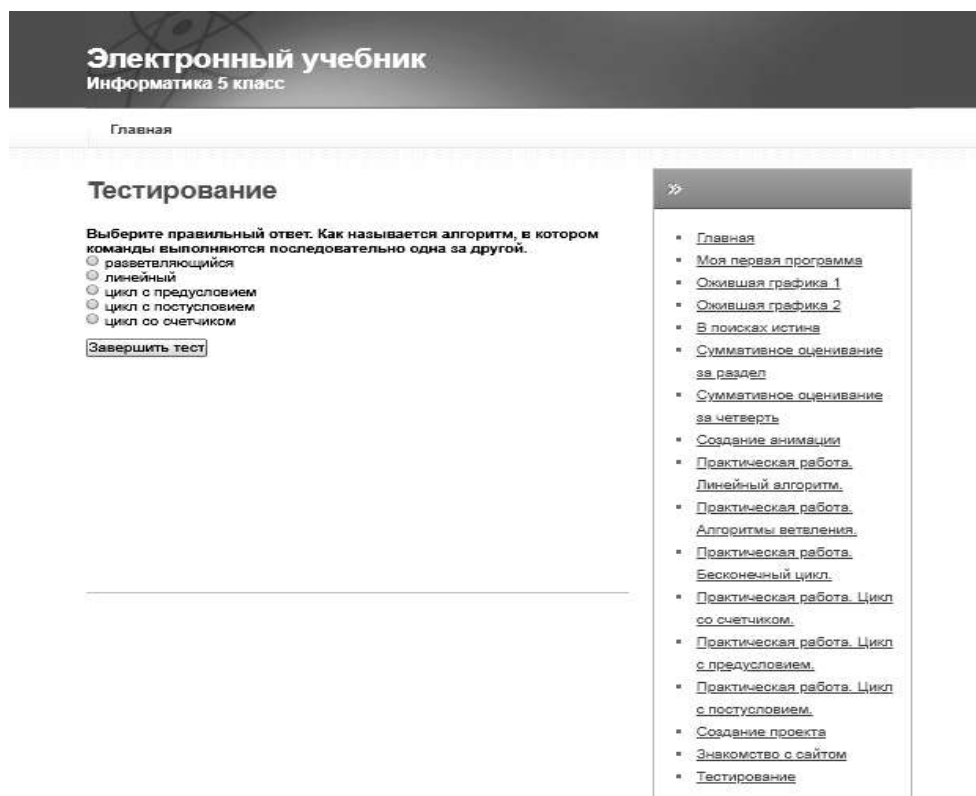 Электронный учебник
Информатика 5 класс
Главная
Тестирование
Выберите правильный ответ. Как называется алгоритм, в котором
команды выполняются последовательно одна за другой.
разветвляющийся
линейный
цикл с предусловием
цикл с постусловием
цикл со счетчиком
Завершить тест
»
Главная
Моя первая программа
Ожившая графика 1
Ожившая графика 2
В поисках истина
Суммативное оценивание
за раздел
Суммативное оценивание
за четверть
Создание анимации
Практическая работа.
Линейный алгоритм.
Практическая работа.
Алгоритмы ветвления.
Практическая работа.
Бесконечный цикл.
Практическая работа. Цикл
со счетчиком.
Практическая работа. Цикл
с предусловием.
Практическая работа. Цикл
с постусловием.
Создание проекта
Знакомство с сайтом
Тестирование